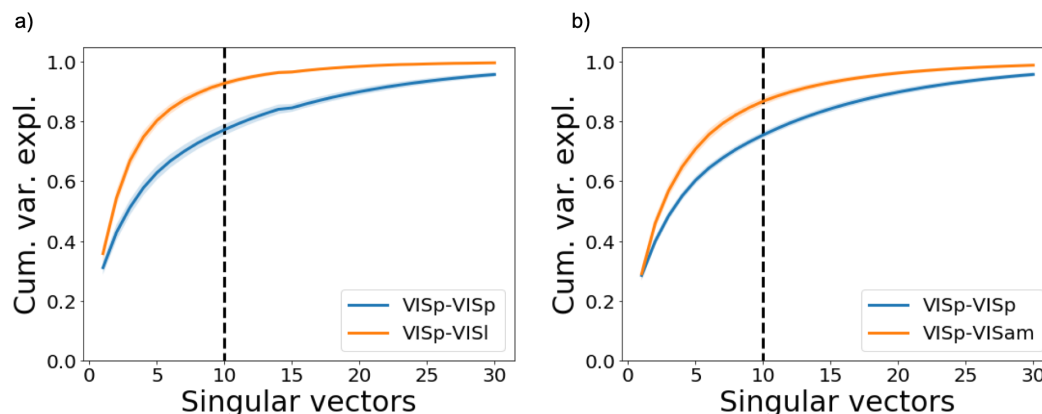 a)
Cum. var. expl.
1.0
0.8
0.6
0.4
0.2
0.0
VISp-VISp
VISp-VISl
0 5 10 15 20 25 30
Singular vectors
b)
Cum. var. expl.
1.0
0.8
0.6
0.4
0.2
0.0
VISp-VISp
VISp-VISam
0 5 10 15 20 25 30
Singular vectors